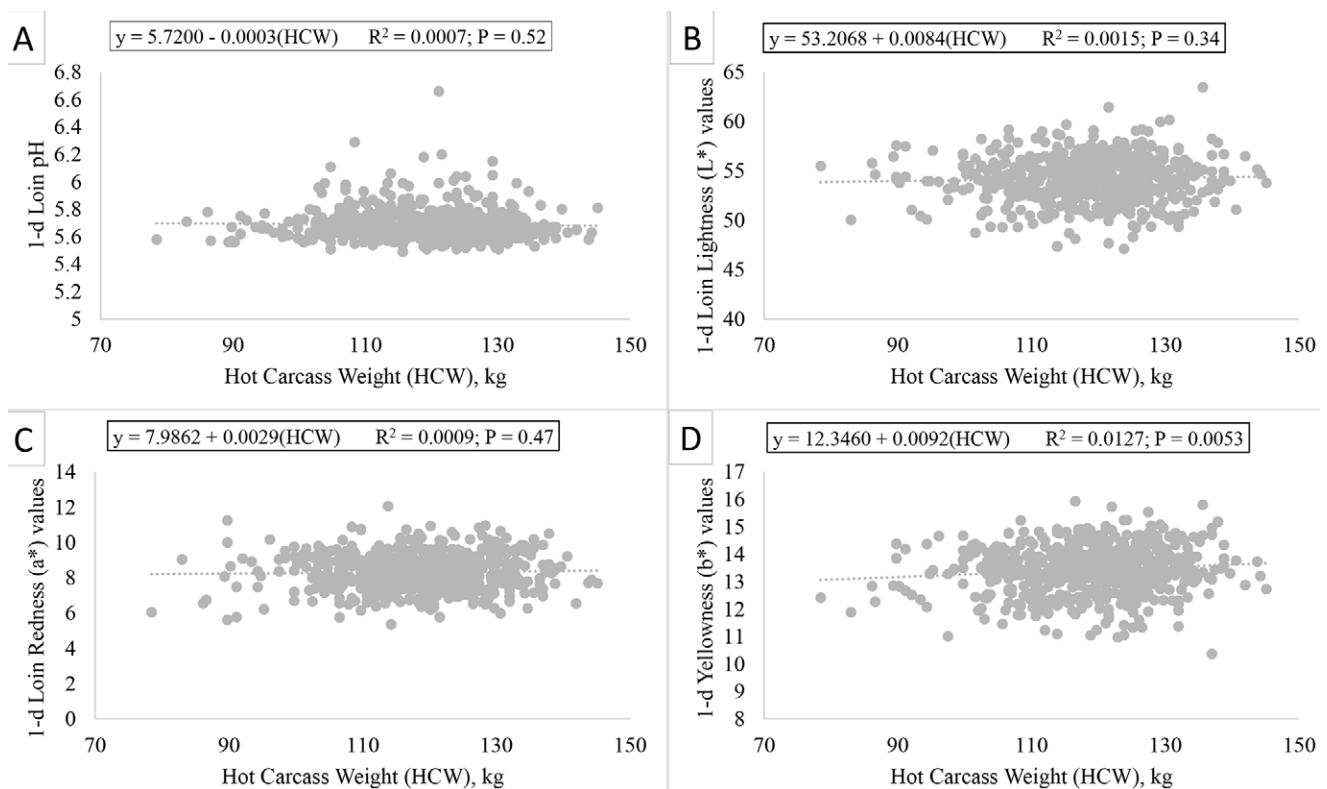 A
y = 5.7200 - 0.0003(HCW) R² = 0.0007; P = 0.52
1-d Loin pH
6.8
6.6
6.4
6.2
6
5.8
5.6
5.4
5.2
5
70 90 110 130 150
Hot Carcass Weight (HCW), kg
B
y = 53.2068 + 0.0084(HCW) R² = 0.0015; P = 0.34
1-d Loin Lightness (L*) values
65
60
55
50
45
40
70 90 110 130 150
Hot Carcass Weight (HCW), kg
C
y = 7.9862 + 0.0029(HCW) R² = 0.0009; P = 0.47
1-d Loin Redness (a*) values
14
12
10
8
6
4
2
0
70 90 110 130 150
Hot Carcass Weight (HCW), kg
D
y = 12.3460 + 0.0092(HCW) R² = 0.0127; P = 0.0053
1-d Yellowness (b*) values
17
16
15
14
13
12
11
10
9
8
70 90 110 130 150
Hot Carcass Weight (HCW), kg